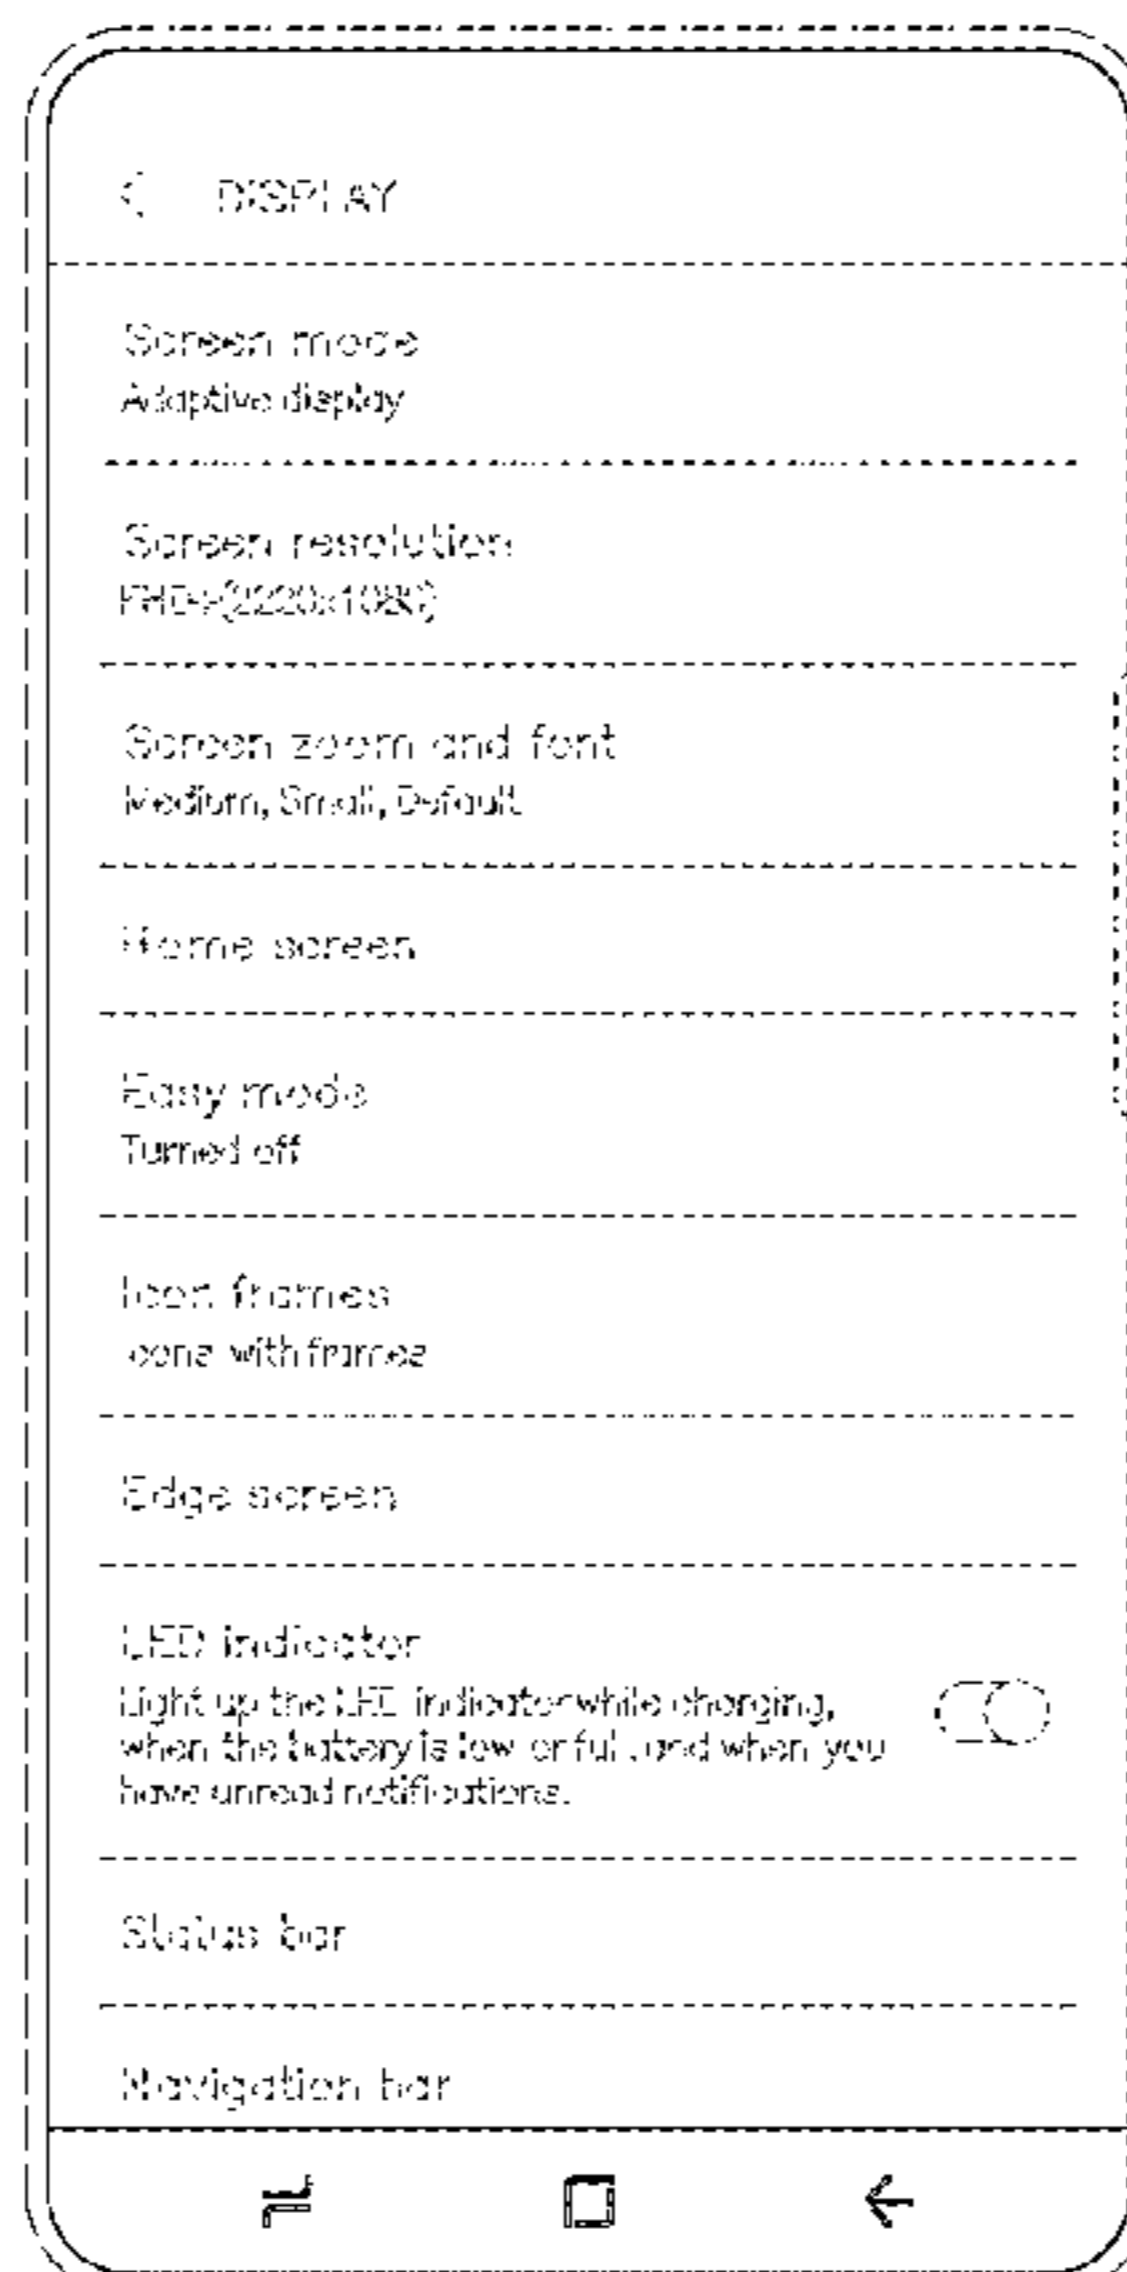 DISPLAY
Screen mode
Adaptive display
Screen resolution
FHD+(2220x1080)
Screen zoom and font
Medium, Small, Default
Home screen
Easy mode
Turned off
Icon frames
Icons with frames
Edge screen
LED indicator
Light up the LED indicator while charging,
when the battery is low or full, and when you
have unread notifications.
Status bar
Navigation bar